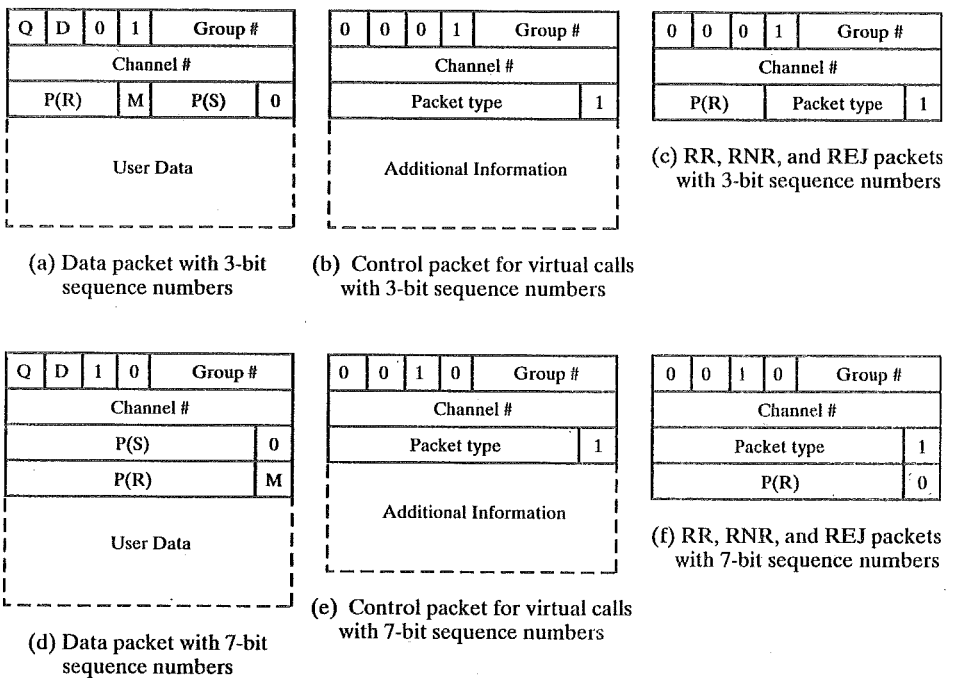 Q D 0 1 Group #
Channel #
P(R) M P(S) 0
User Data
(a) Data packet with 3-bit
sequence numbers
0 0 0 1 Group #
Channel #
Packet type 1
Additional Information
(b) Control packet for virtual calls
with 3-bit sequence numbers
0 0 0 1 Group #
Channel #
P(R) Packet type 1
(c) RR, RNR, and REJ packets
with 3-bit sequence numbers
Q D 1 0 Group #
Channel #
P(S) 0
P(R) M
User Data
(d) Data packet with 7-bit
sequence numbers
0 0 1 0 Group #
Channel #
Packet type 1
Additional Information
(e) Control packet for virtual calls
with 7-bit sequence numbers
0 0 1 0 Group #
Channel #
Packet type 1
P(R) 0
(f) RR, RNR, and REJ packets
with 7-bit sequence numbers